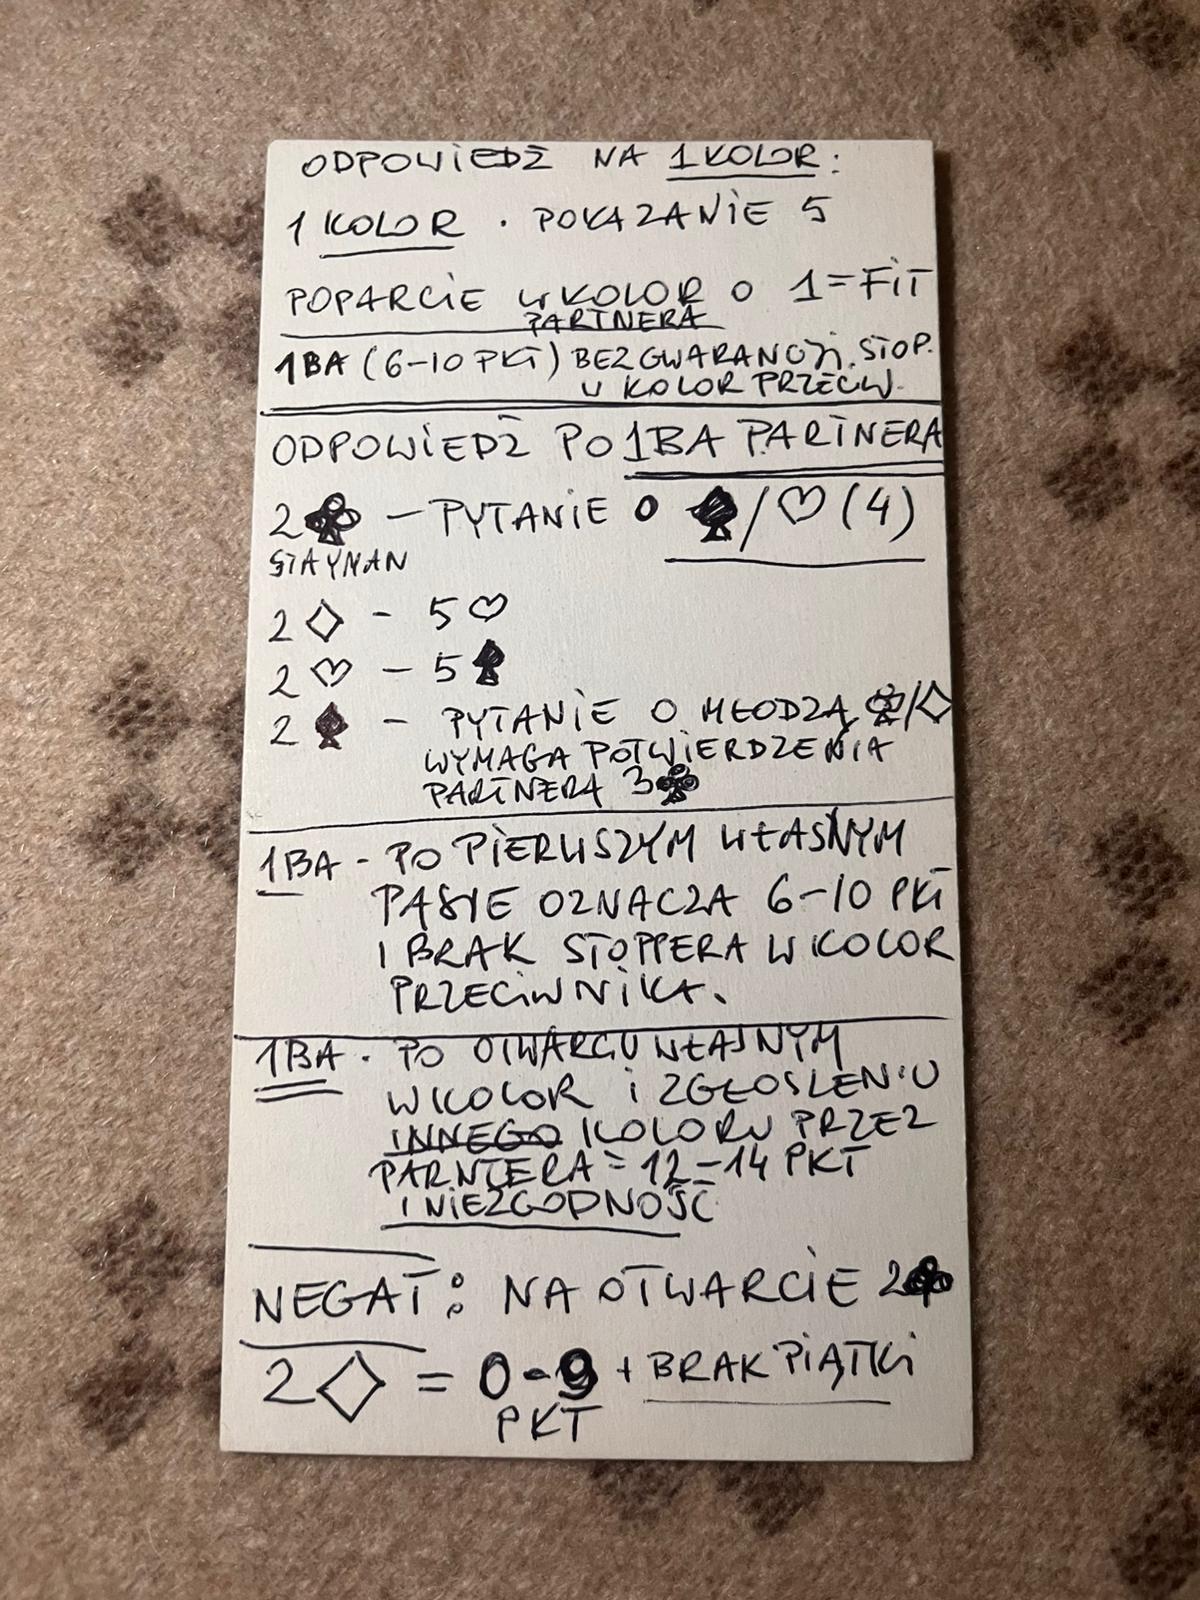 ODPOWIEDŹ NA 1 KOLOR:
1 KOLOR · POKAZANIE 5
POPARCIE W KOLOR O 1 = FIT
PARTNERA
1BA (6-10 PKT) BEZ GWARANCJI. STOP.
W KOLOR PRZECIW.
ODPOWIEDŹ PO 1BA PARTNERA
2♣ – PYTANIE O ♠/♡ (4)
STAYMAN
2♢ – 5♡
2♡ – 5♠
2♠ – PYTANIE O MŁODZĄ ♣/♢
WYMAGA POTWIERDZENIA
PARTNERA 3♣
1BA - PO PIERWSZYM WŁASNYM
PASIE OZNACZA 6-10 PKT
I BRAK STOPPERA W KOLOR
PRZECIWNIKA.
1BA · PO OTWARCIU WŁASNYM
W KOLOR I ZGŁOSZENIU
INNEGO KOLORU PRZEZ
PARNTERA = 12-14 PKT
I NIEZGODNOŚĆ
NEGAT: NA OTWARCIE 2♣
2♢ = 0-9 + BRAK PIĄTKI
PKT